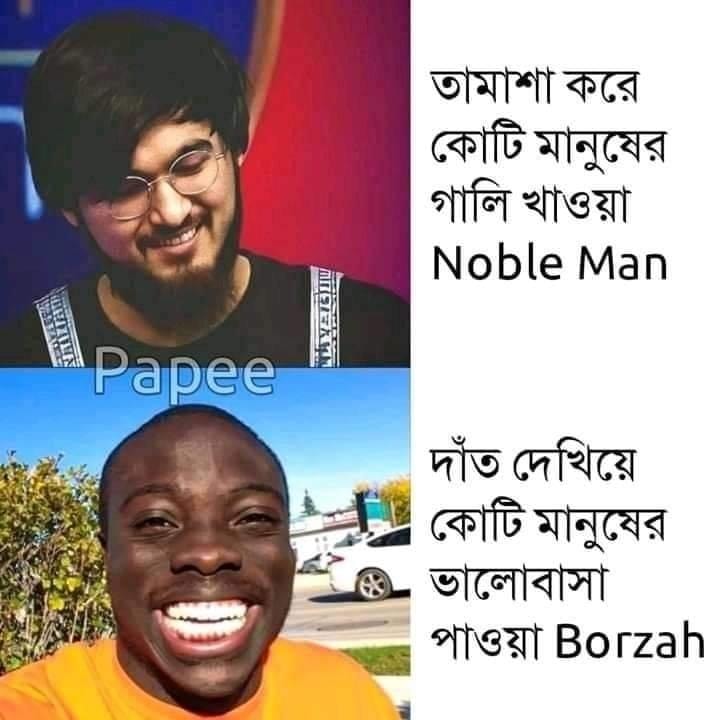 তামাশা করে
কোটি মানুষের
গালি খাওয়া
Noble Man
Papee
দাঁত দেখিয়ে
কোটি মানুষের
ভালোবাসা
পাওয়া Borzah